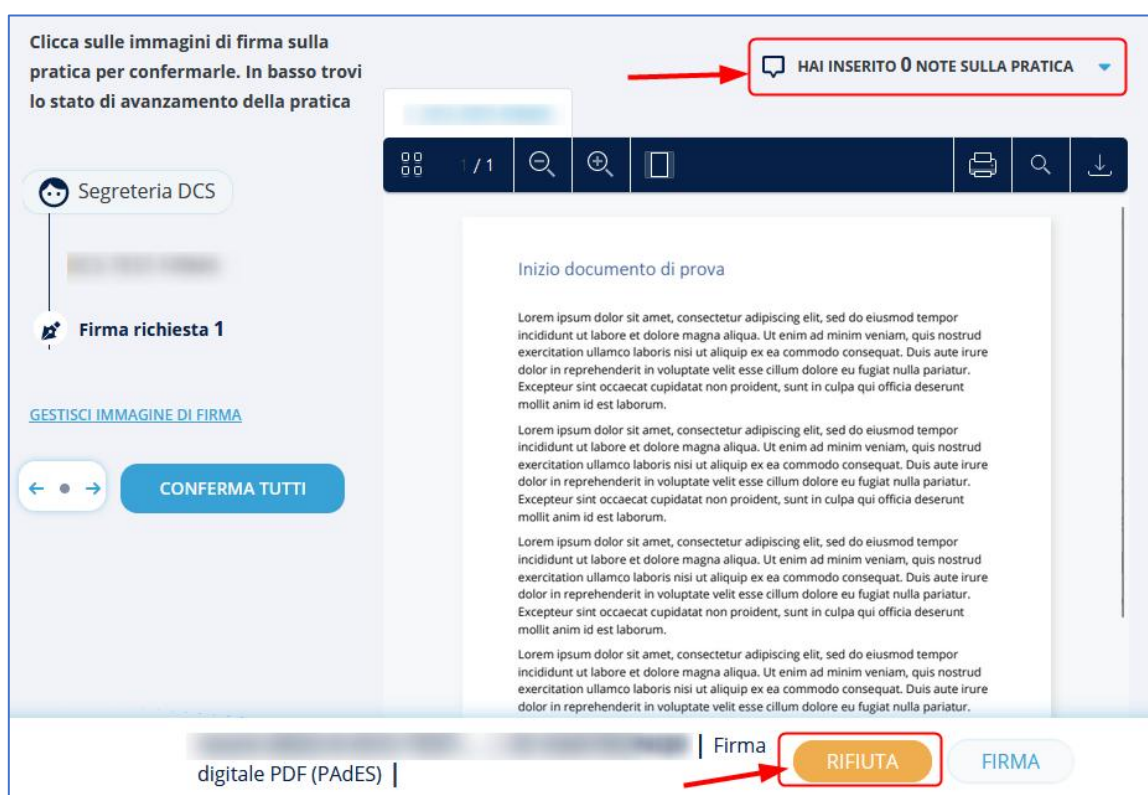 Clicca sulle immagini di firma sulla
pratica per confermarle. In basso trovi
lo stato di avanzamento della pratica
HAI INSERITO 0 NOTE SULLA PRATICA
1 / 1
Segreteria DCS
Firma richiesta 1
GESTISCI IMMAGINE DI FIRMA
CONFERMA TUTTI
Inizio documento di prova
Lorem ipsum dolor sit amet, consectetur adipiscing elit, sed do eiusmod tempor
incididunt ut labore et dolore magna aliqua. Ut enim ad minim veniam, quis nostrud
exercitation ullamco laboris nisi ut aliquip ex ea commodo consequat. Duis aute irure
dolor in reprehenderit in voluptate velit esse cillum dolore eu fugiat nulla pariatur.
Excepteur sint occaecat cupidatat non proident, sunt in culpa qui officia deserunt
mollit anim id est laborum.
Lorem ipsum dolor sit amet, consectetur adipiscing elit, sed do eiusmod tempor
incididunt ut labore et dolore magna aliqua. Ut enim ad minim veniam, quis nostrud
exercitation ullamco laboris nisi ut aliquip ex ea commodo consequat. Duis aute irure
dolor in reprehenderit in voluptate velit esse cillum dolore eu fugiat nulla pariatur.
Excepteur sint occaecat cupidatat non proident, sunt in culpa qui officia deserunt
mollit anim id est laborum.
Lorem ipsum dolor sit amet, consectetur adipiscing elit, sed do eiusmod tempor
incididunt ut labore et dolore magna aliqua. Ut enim ad minim veniam, quis nostrud
exercitation ullamco laboris nisi ut aliquip ex ea commodo consequat. Duis aute irure
dolor in reprehenderit in voluptate velit esse cillum dolore eu fugiat nulla pariatur.
Excepteur sint occaecat cupidatat non proident, sunt in culpa qui officia deserunt
mollit anim id est laborum.
Lorem ipsum dolor sit amet, consectetur adipiscing elit, sed do eiusmod tempor
incididunt ut labore et dolore magna aliqua. Ut enim ad minim veniam, quis nostrud
exercitation ullamco laboris nisi ut aliquip ex ea commodo consequat. Duis aute irure
dolor in reprehenderit in voluptate velit esse cillum dolore eu fugiat nulla pariatur.
| Firma
digitale PDF (PAdES) |
RIFIUTA
FIRMA